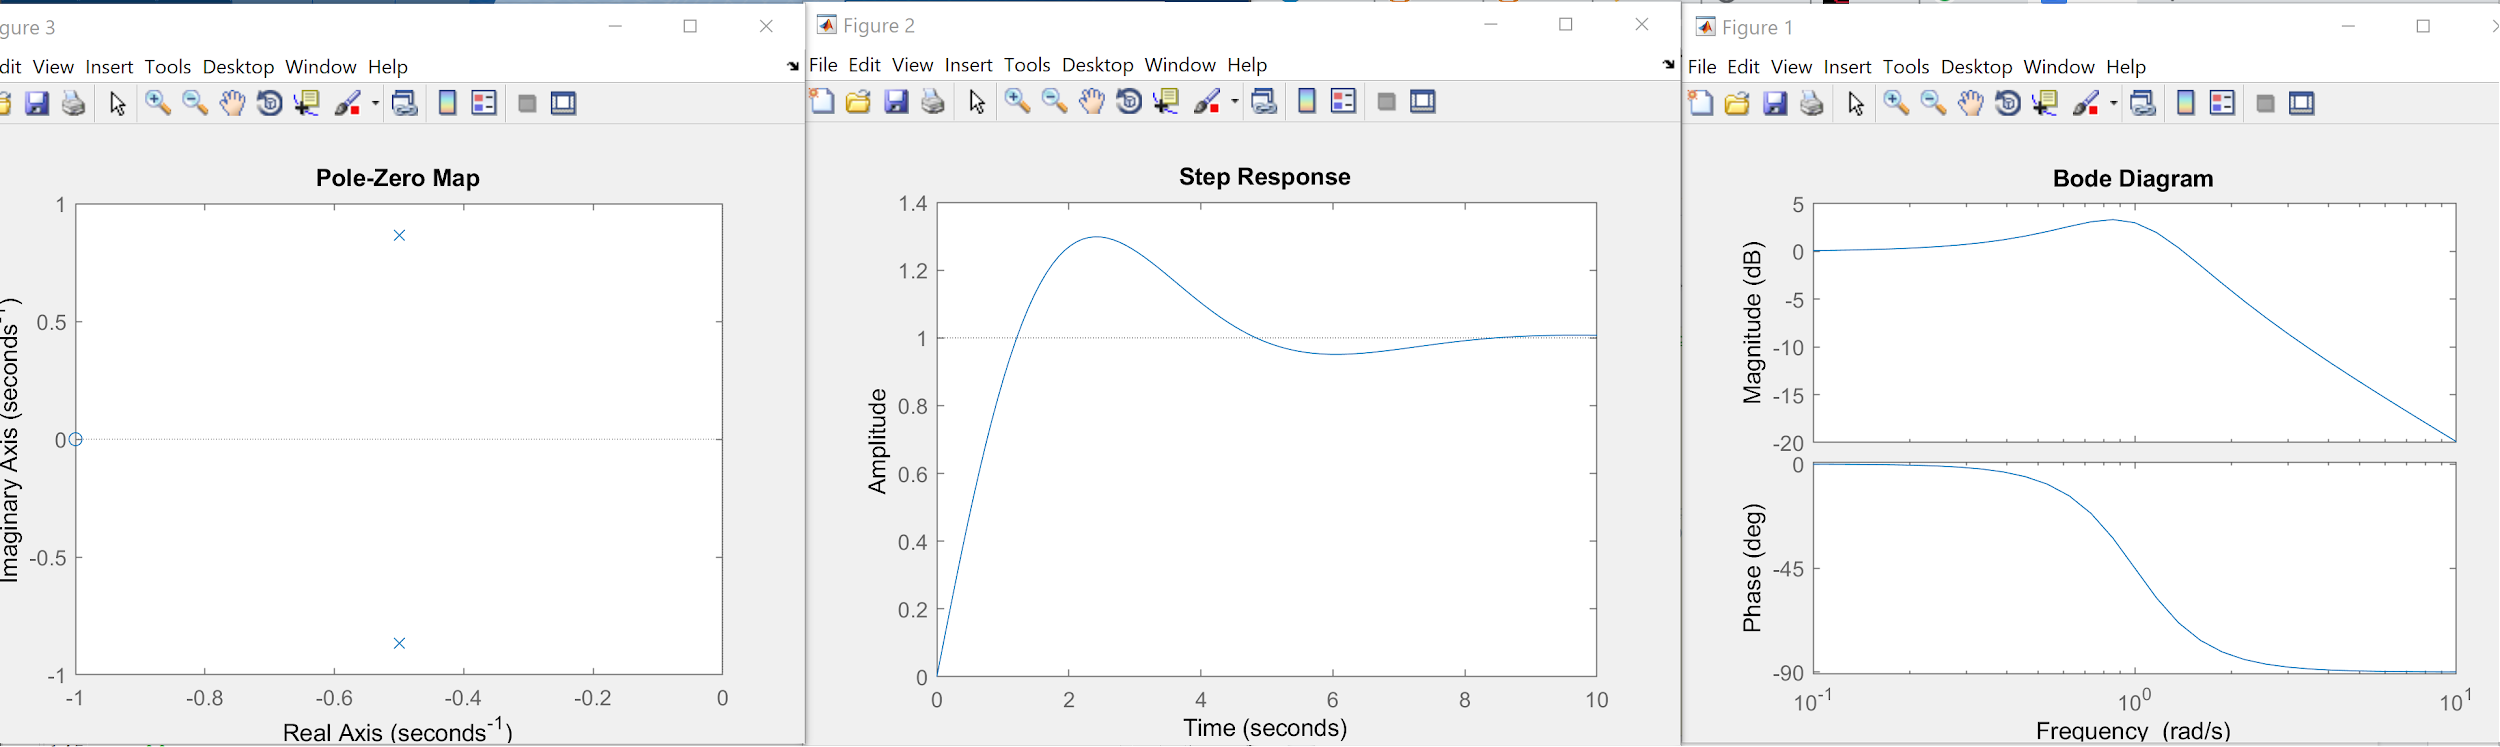 gure 3
dit View Insert Tools Desktop Window Help
Pole-Zero Map
1
0.5
0
-0.5
-1
-1 -0.8 -0.6 -0.4 -0.2 0
Imaginary Axis (seconds-1)
Real Axis (seconds-1)
Figure 2
File Edit View Insert Tools Desktop Window Help
Step Response
1.4
1.2
1
0.8
0.6
0.4
0.2
0
0 2 4 6 8 10
Amplitude
Time (seconds)
Figure 1
File Edit View Insert Tools Desktop Window Help
Bode Diagram
5
0
-5
-10
-15
-20
Magnitude (dB)
0
-45
-90
Phase (deg)
10-1 100 101
Frequency (rad/s)